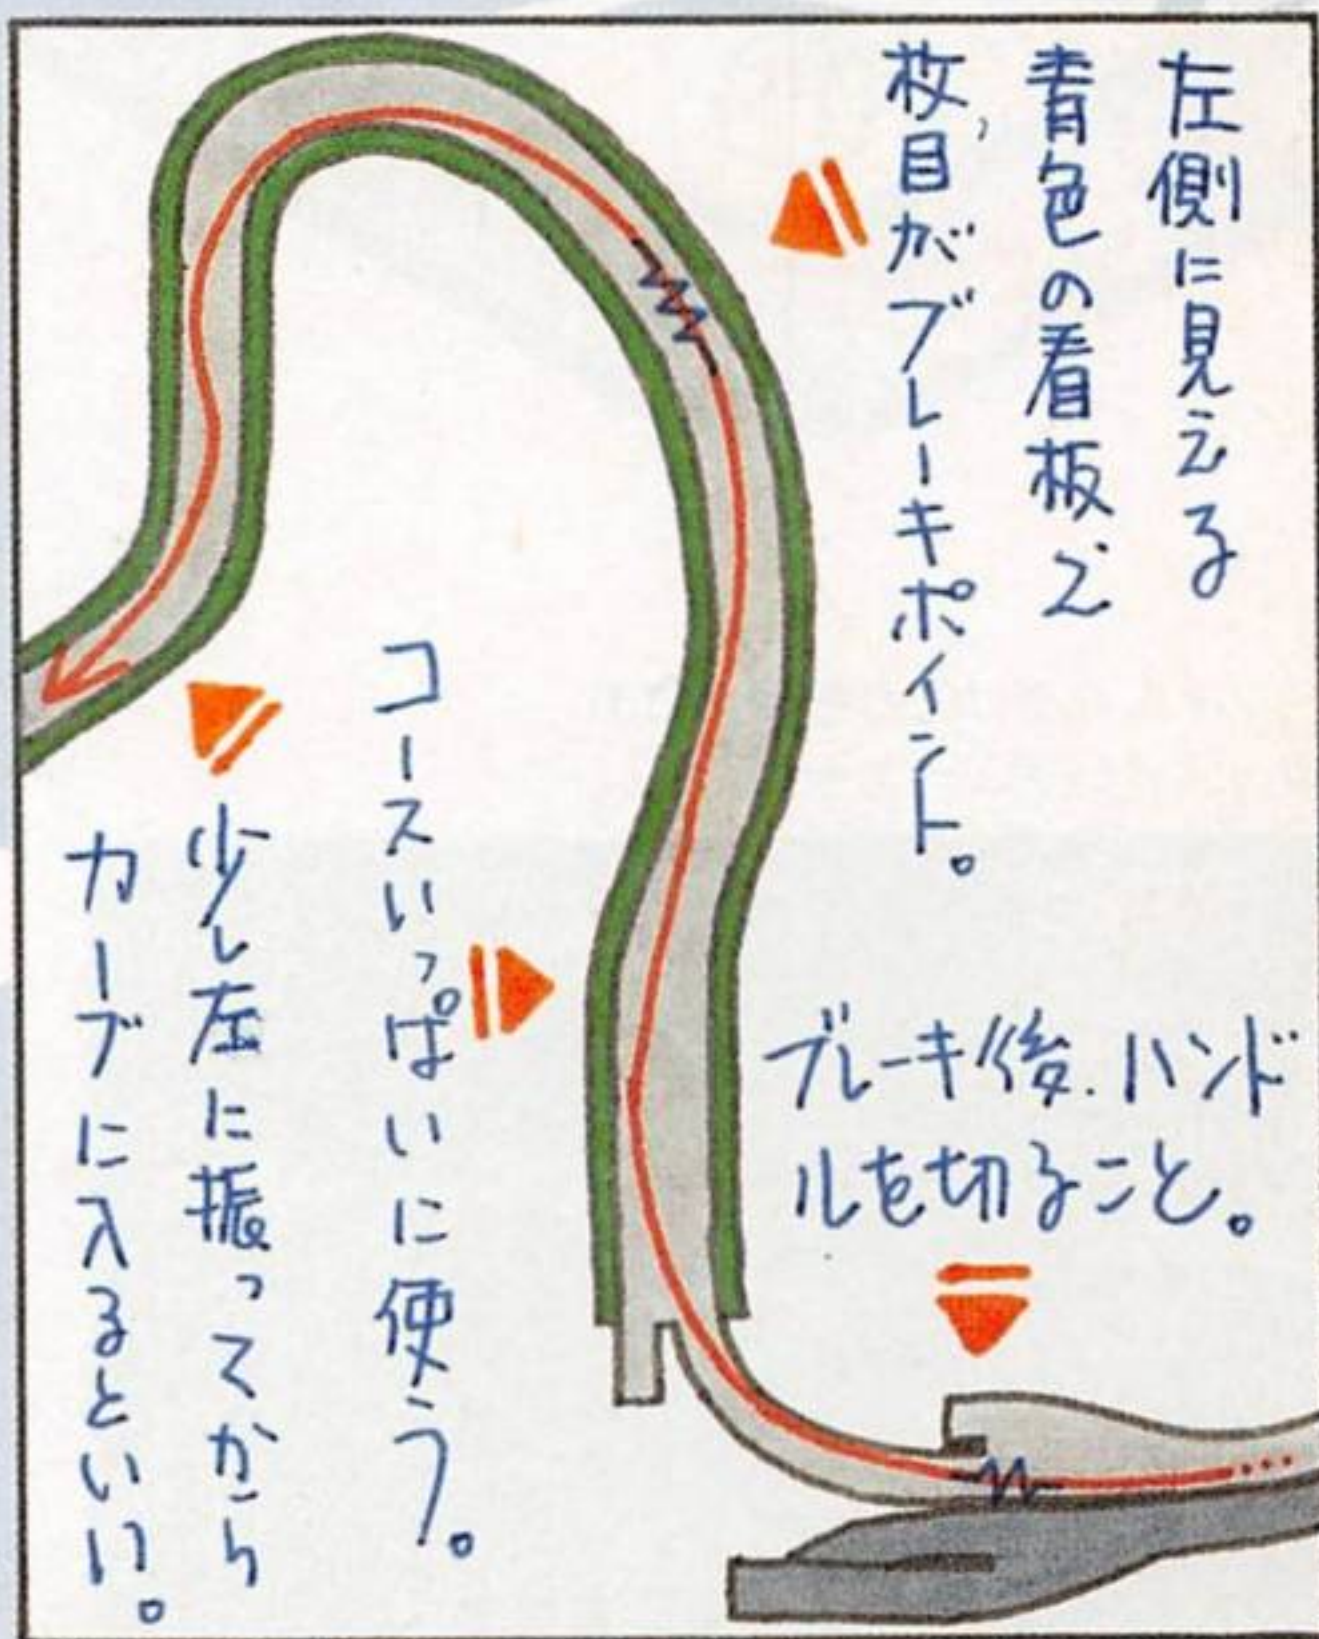 左側に見える
青色の看板2
枚目がブレーキポイント。
ブレーキ後、ハンド
ルを切ること。
コースいっぱいに使う。
少し左に振ってから
カーブに入るといい。